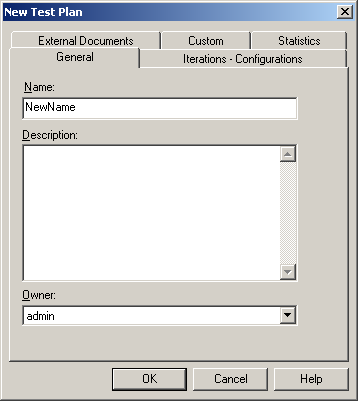 New Test Plan
External Documents
Custom
Statistics
General
Iterations - Configurations
Name:
NewName
Description:
Owner:
admin
OK
Cancel
Help